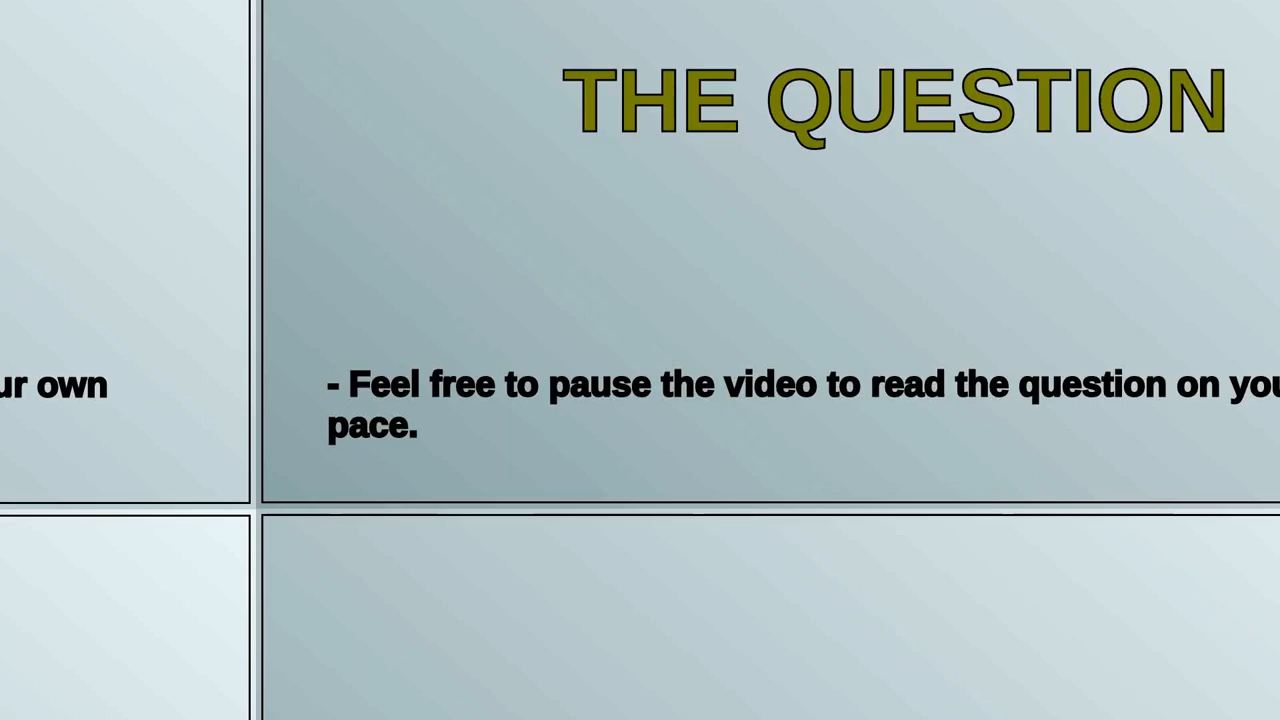 THE QUESTION
ur own
- Feel free to pause the video to read the question on you
pace.